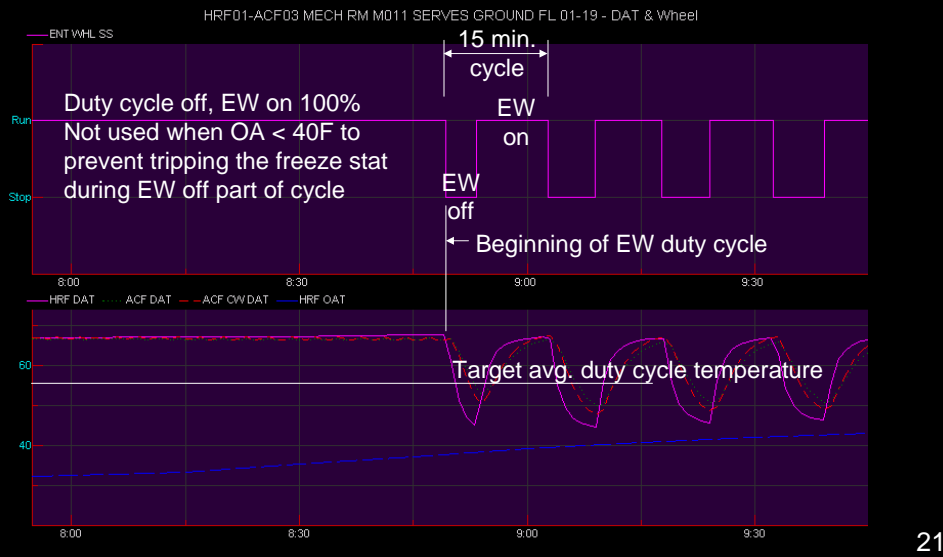 HRF01-ACF03 MECH RM M011 SERVES GROUND FL 01-19 - DAT & Wheel
ENT WHL SS
15 min.
cycle
Duty cycle off, EW on 100%
Not used when OA < 40F to
prevent tripping the freeze stat
during EW off part of cycle
EW
on
Run
Stop
EW
off
Beginning of EW duty cycle
8:00 8:30 9:00 9:30
HRF DAT ACF DAT ACF CW DAT HRF OAT
60
Target avg. duty cycle temperature
40
8:00 8:30 9:00 9:30
21